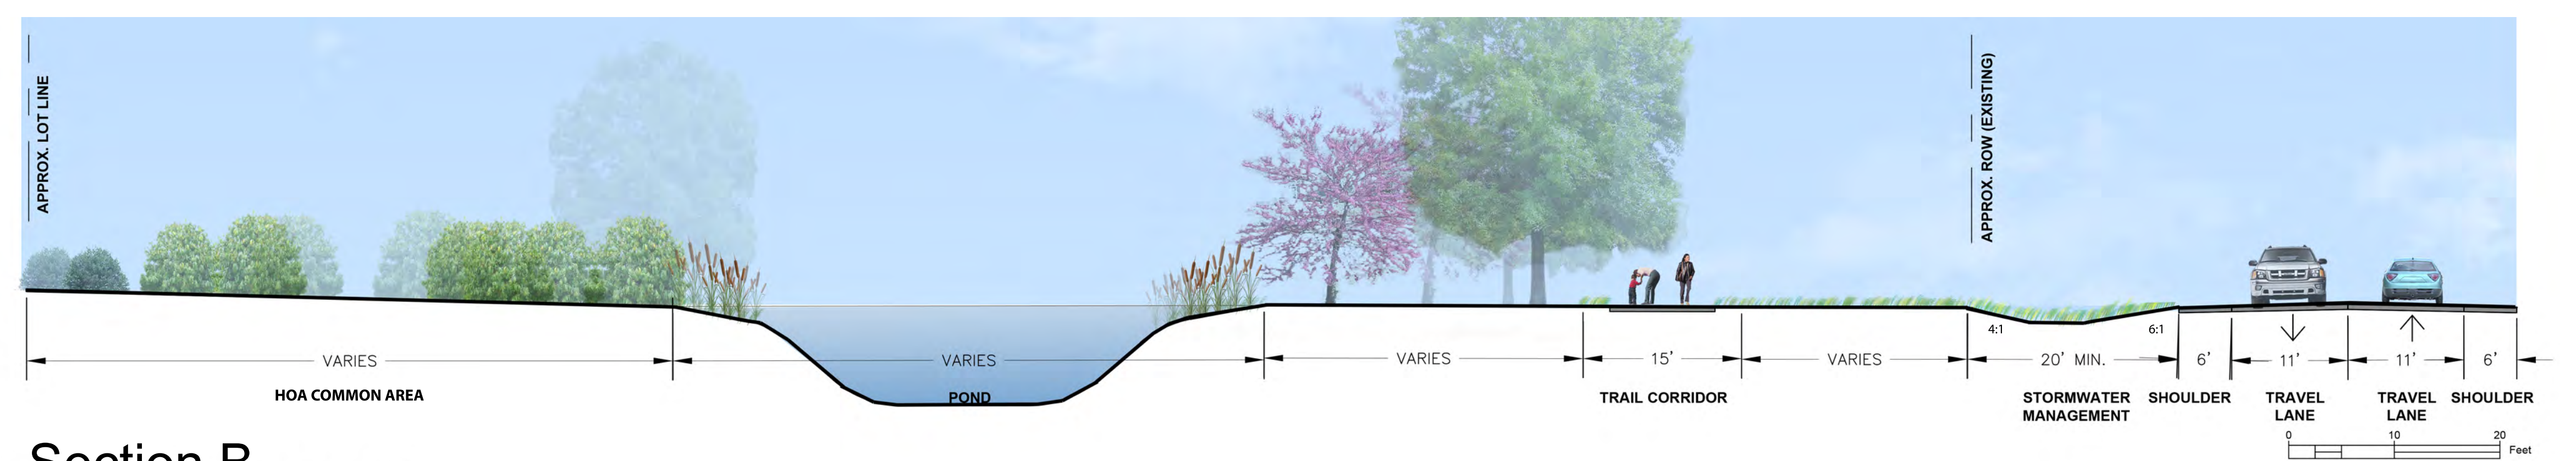 APPROX. LOT LINE
APPROX. ROW (EXISTING)
4:1
6:1
VARIES
VARIES
VARIES
15'
VARIES
20' MIN.
6'
11'
11'
6'
HOA COMMON AREA
POND
TRAIL CORRIDOR
STORMWATER
MANAGEMENT
SHOULDER
TRAVEL
LANE
TRAVEL
LANE
SHOULDER
0
10
20
Feet
Section B